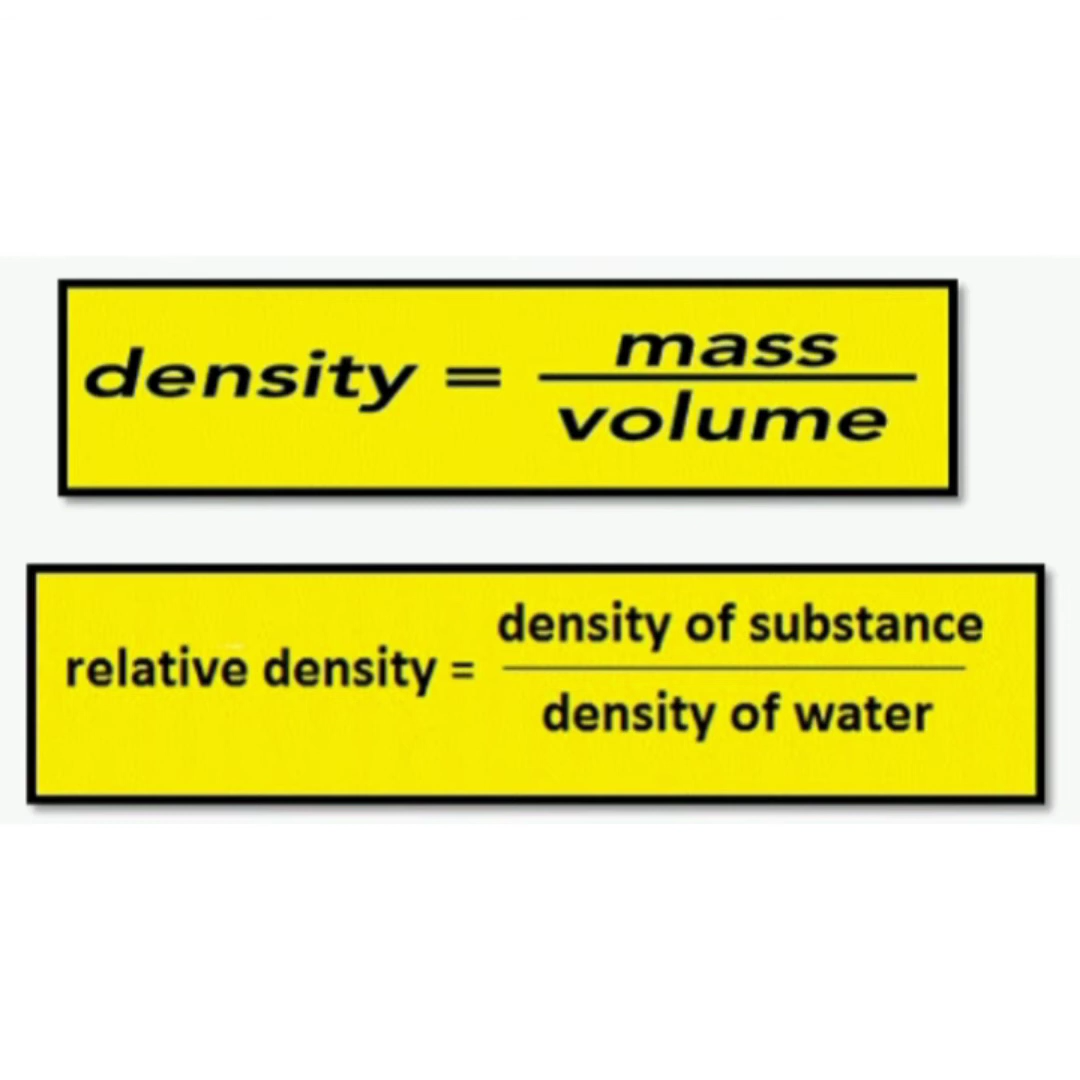 density = mass
volume
relative density = density of substance
density of water